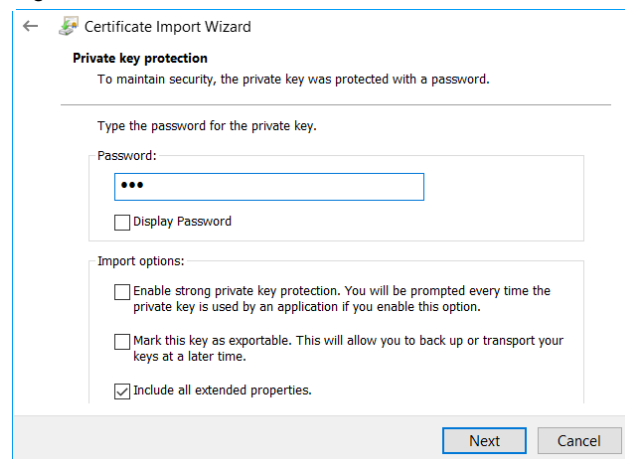 Certificate Import Wizard
Private key protection
To maintain security, the private key was protected with a password.
Type the password for the private key.
Password:
•••
Display Password
Import options:
Enable strong private key protection. You will be prompted every time the
private key is used by an application if you enable this option.
Mark this key as exportable. This will allow you to back up or transport your
keys at a later time.
Include all extended properties.
Next Cancel